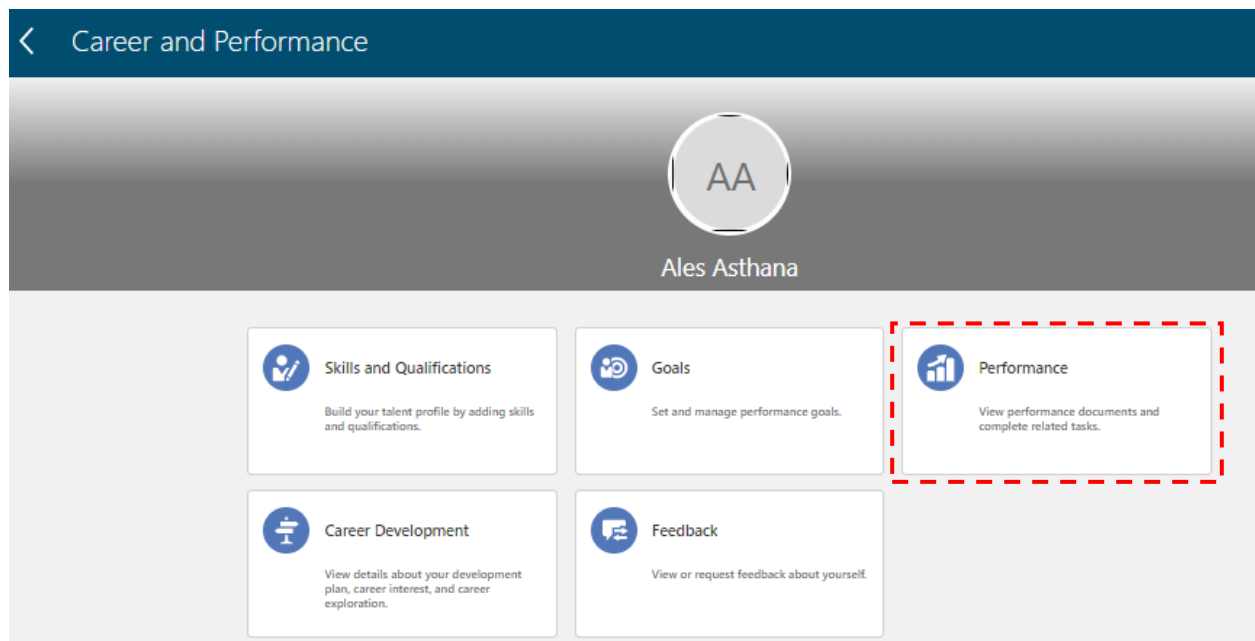 Career and Performance
AA
Ales Asthana
Skills and Qualifications
Build your talent profile by adding skills
and qualifications.
Goals
Set and manage performance goals.
Performance
View performance documents and
complete related tasks.
Career Development
View details about your development
plan, career interest, and career
exploration.
Feedback
View or request feedback about yourself.